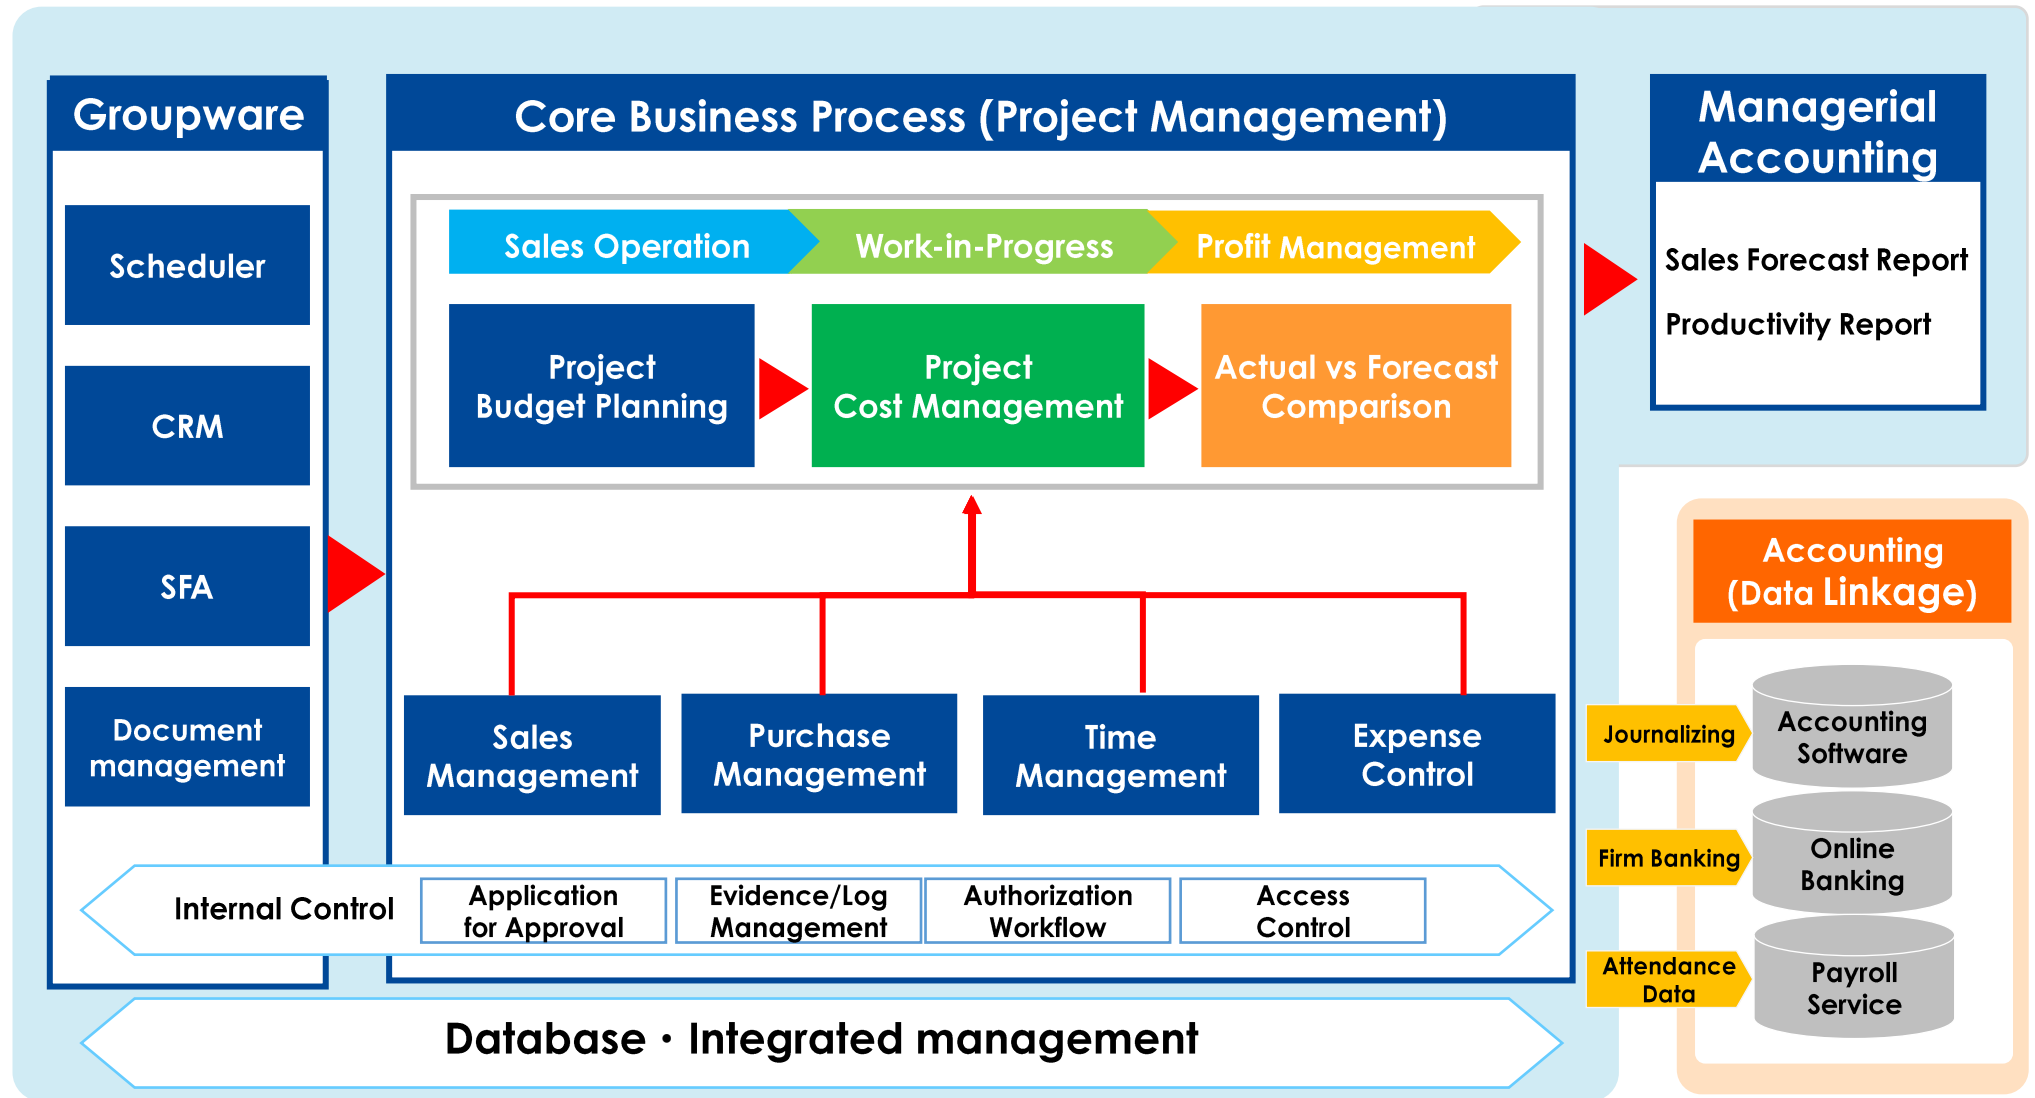 Groupware
Scheduler
CRM
SFA
Document
management
Core Business Process (Project Management)
Sales Operation
Work-in-Progress
Profit Management
Project
Budget Planning
Project
Cost Management
Actual vs Forecast
Comparison
Sales
Management
Purchase
Management
Time
Management
Expense
Control
Internal Control
Application
for Approval
Evidence/Log
Management
Authorization
Workflow
Access
Control
Database・Integrated management
Managerial
Accounting
Sales Forecast Report
Productivity Report
Accounting
(Data Linkage)
Journalizing
Accounting
Software
Firm Banking
Online
Banking
Attendance
Data
Payroll
Service